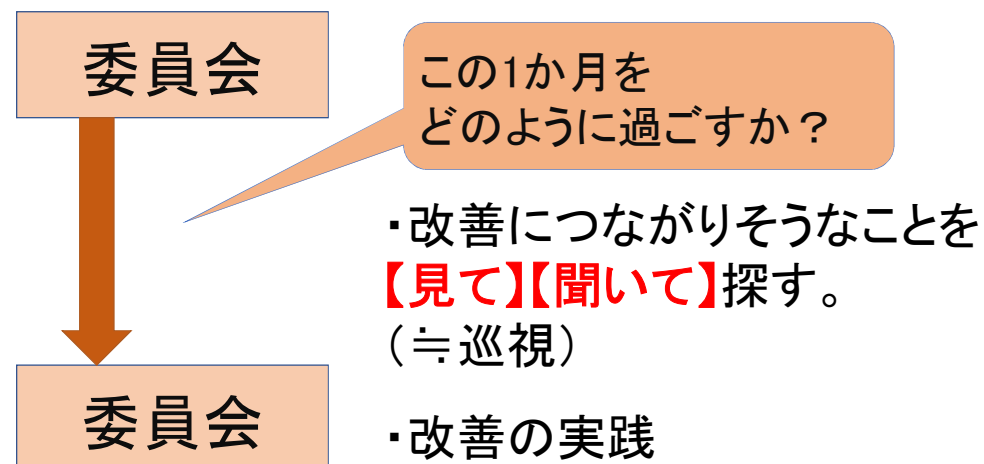 委員会
この1か月を
どのように過ごすか？
・改善につながりそうなことを
【見て】【聞いて】探す。
（≒巡視）
委員会
・改善の実践